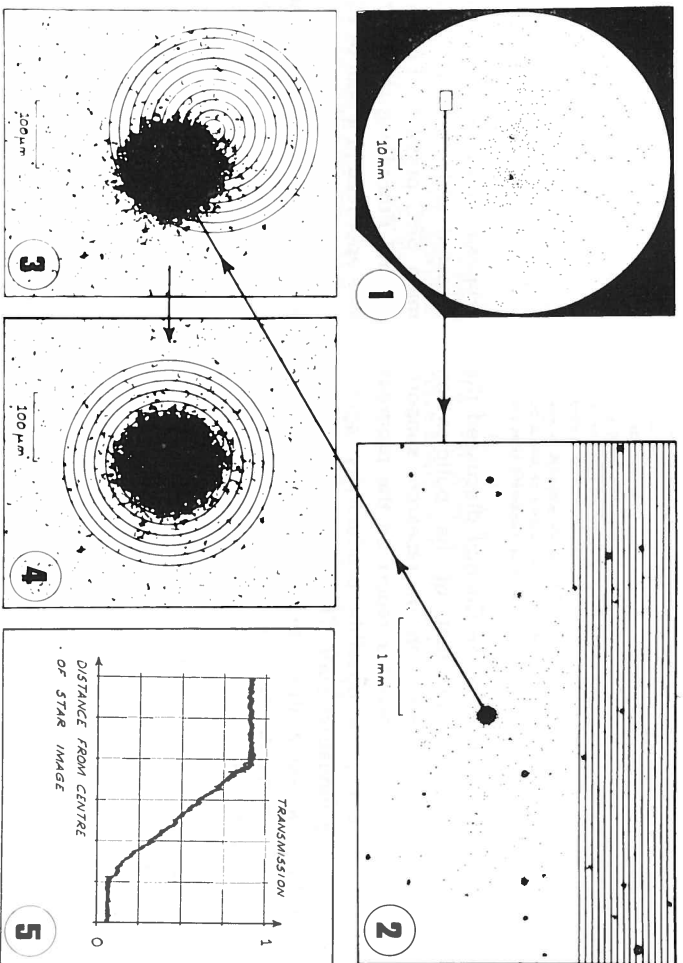 10 mm
1
1 mm
2
100 μm
3
100 μm
4
TRANSMISSION
1
0
DISTANCE FROM CENTRE
OF STAR IMAGE
5